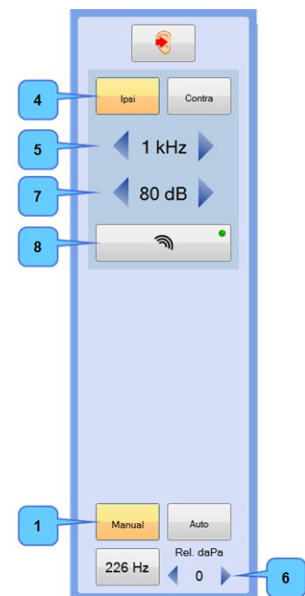 4
Ipsi
Contra
5
1 kHz
7
80 dB
8
1
Manual
Auto
226 Hz
Rel. daPa
0
6